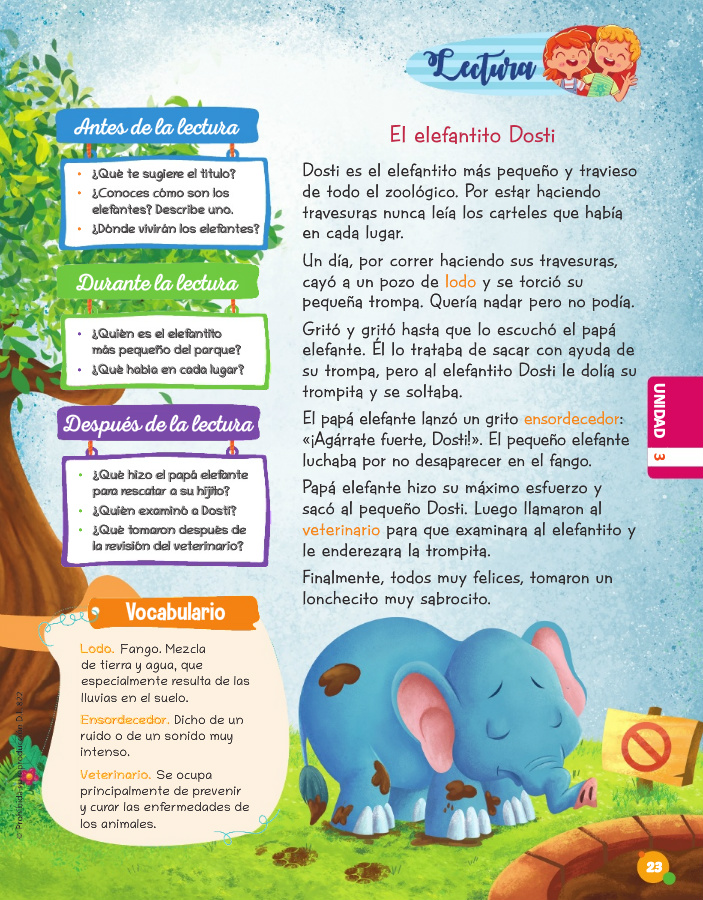 Lectura
Antes de la lectura
• ¿Qué te sugiere el título?
• ¿Conoces cómo son los
elefantes? Describe uno.
• ¿Dónde vivirán los elefantes?
Durante la lectura
• ¿Quién es el elefantito
más pequeño del parque?
• ¿Qué había en cada lugar?
Después de la lectura
• ¿Qué hizo el papá elefante
para rescatar a su hijito?
• ¿Quién examinó a Dosti?
• ¿Qué tomaron después de
la revisión del veterinario?
Vocabulario
Lodo. Fango. Mezcla
de tierra y agua, que
especialmente resulta de las
lluvias en el suelo.
Ensordecedor. Dicho de un
ruido o de un sonido muy
intenso.
Veterinario. Se ocupa
principalmente de prevenir
y curar las enfermedades de
los animales.
El elefantito Dosti
Dosti es el elefantito más pequeño y travieso
de todo el zoológico. Por estar haciendo
travesuras nunca leía los carteles que había
en cada lugar.
Un día, por correr haciendo sus travesuras,
cayó a un pozo de lodo y se torció su
pequeña trompa. Quería nadar pero no podía.
Gritó y gritó hasta que lo escuchó el papá
elefante. Él lo trataba de sacar con ayuda de
su trompa, pero al elefantito Dosti le dolía su
trompita y se soltaba.
El papá elefante lanzó un grito ensordecedor:
«¡Agárrate fuerte, Dosti!». El pequeño elefante
luchaba por no desaparecer en el fango.
Papá elefante hizo su máximo esfuerzo y
sacó al pequeño Dosti. Luego llamaron al
veterinario para que examinara al elefantito y
le enderezara la trompita.
Finalmente, todos muy felices, tomaron un
lonchecito muy sabrocito.
UNIDAD
3
© Prohibida su reproducción D.L. 822
23